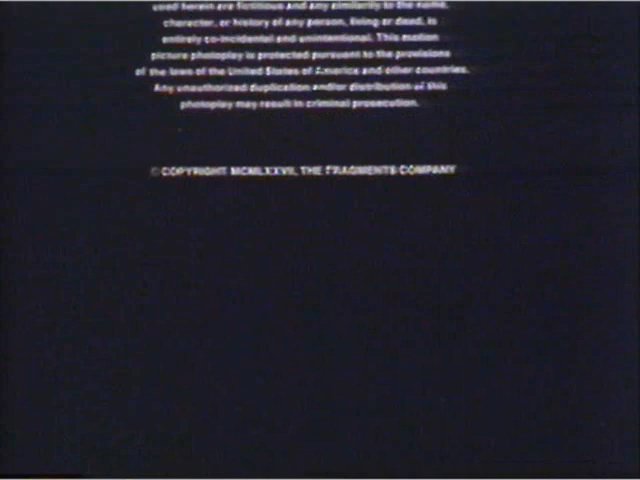 used herein are fictitious and any similarity to the name,
character, or history of any person, living or dead, is
entirely co-incidental and unintentional. This motion
picture photoplay is protected pursuant to the provisions
of the laws of the United States of America and other countries.
Any unauthorized duplication and/or distribution of this
photoplay may result in criminal prosecution.
© COPYRIGHT MCMLXXVII, THE FRAGMENTS COMPANY